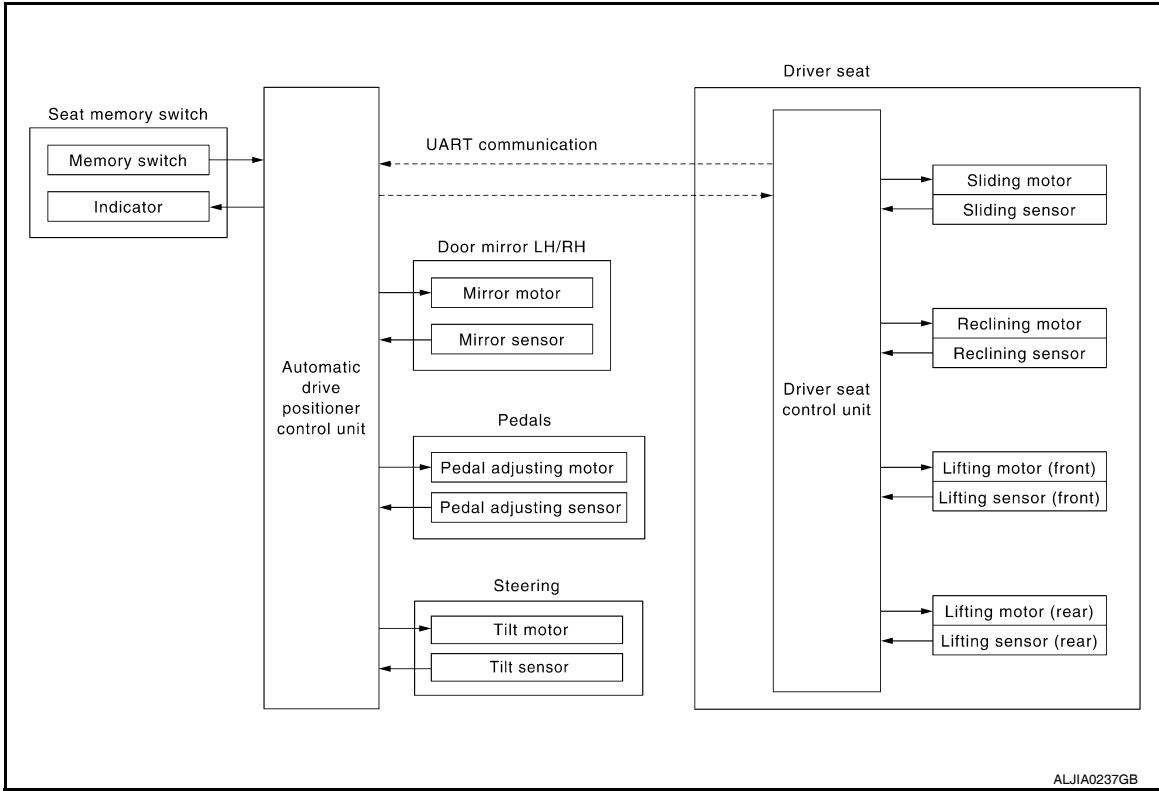 Driver seat
Seat memory switch
Memory switch
Indicator
UART communication
Sliding motor
Sliding sensor
Door mirror LH/RH
Mirror motor
Mirror sensor
Reclining motor
Reclining sensor
Automatic
drive
positioner
control unit
Driver seat
control unit
Pedals
Pedal adjusting motor
Pedal adjusting sensor
Lifting motor (front)
Lifting sensor (front)
Steering
Tilt motor
Tilt sensor
Lifting motor (rear)
Lifting sensor (rear)
ALJIA0237GB